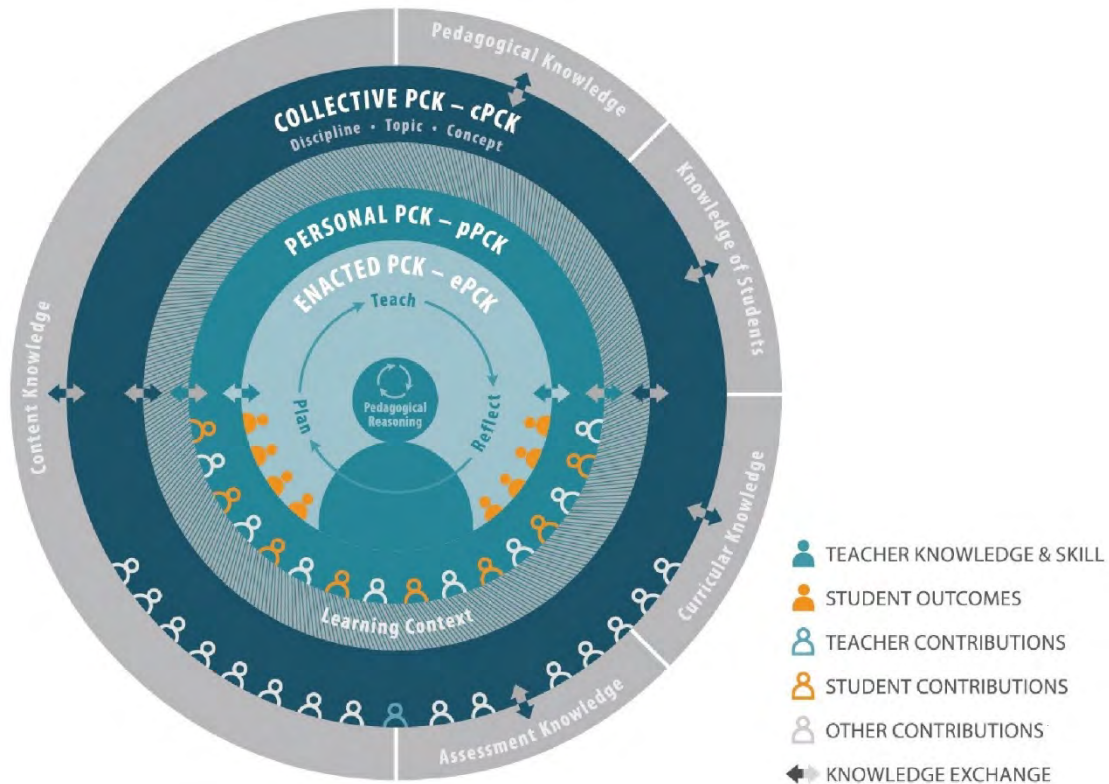 Pedagogical Knowledge
COLLECTIVE PCK – cPCK
Discipline • Topic • Concept
Knowledge of Students
PERSONAL PCK – pPCK
ENACTED PCK – ePCK
Teach
Content Knowledge
Pedagogical
Reasoning
Plan
Reflect
Curricular Knowledge
Learning Context
Assessment Knowledge
TEACHER KNOWLEDGE & SKILL
STUDENT OUTCOMES
TEACHER CONTRIBUTIONS
STUDENT CONTRIBUTIONS
OTHER CONTRIBUTIONS
KNOWLEDGE EXCHANGE